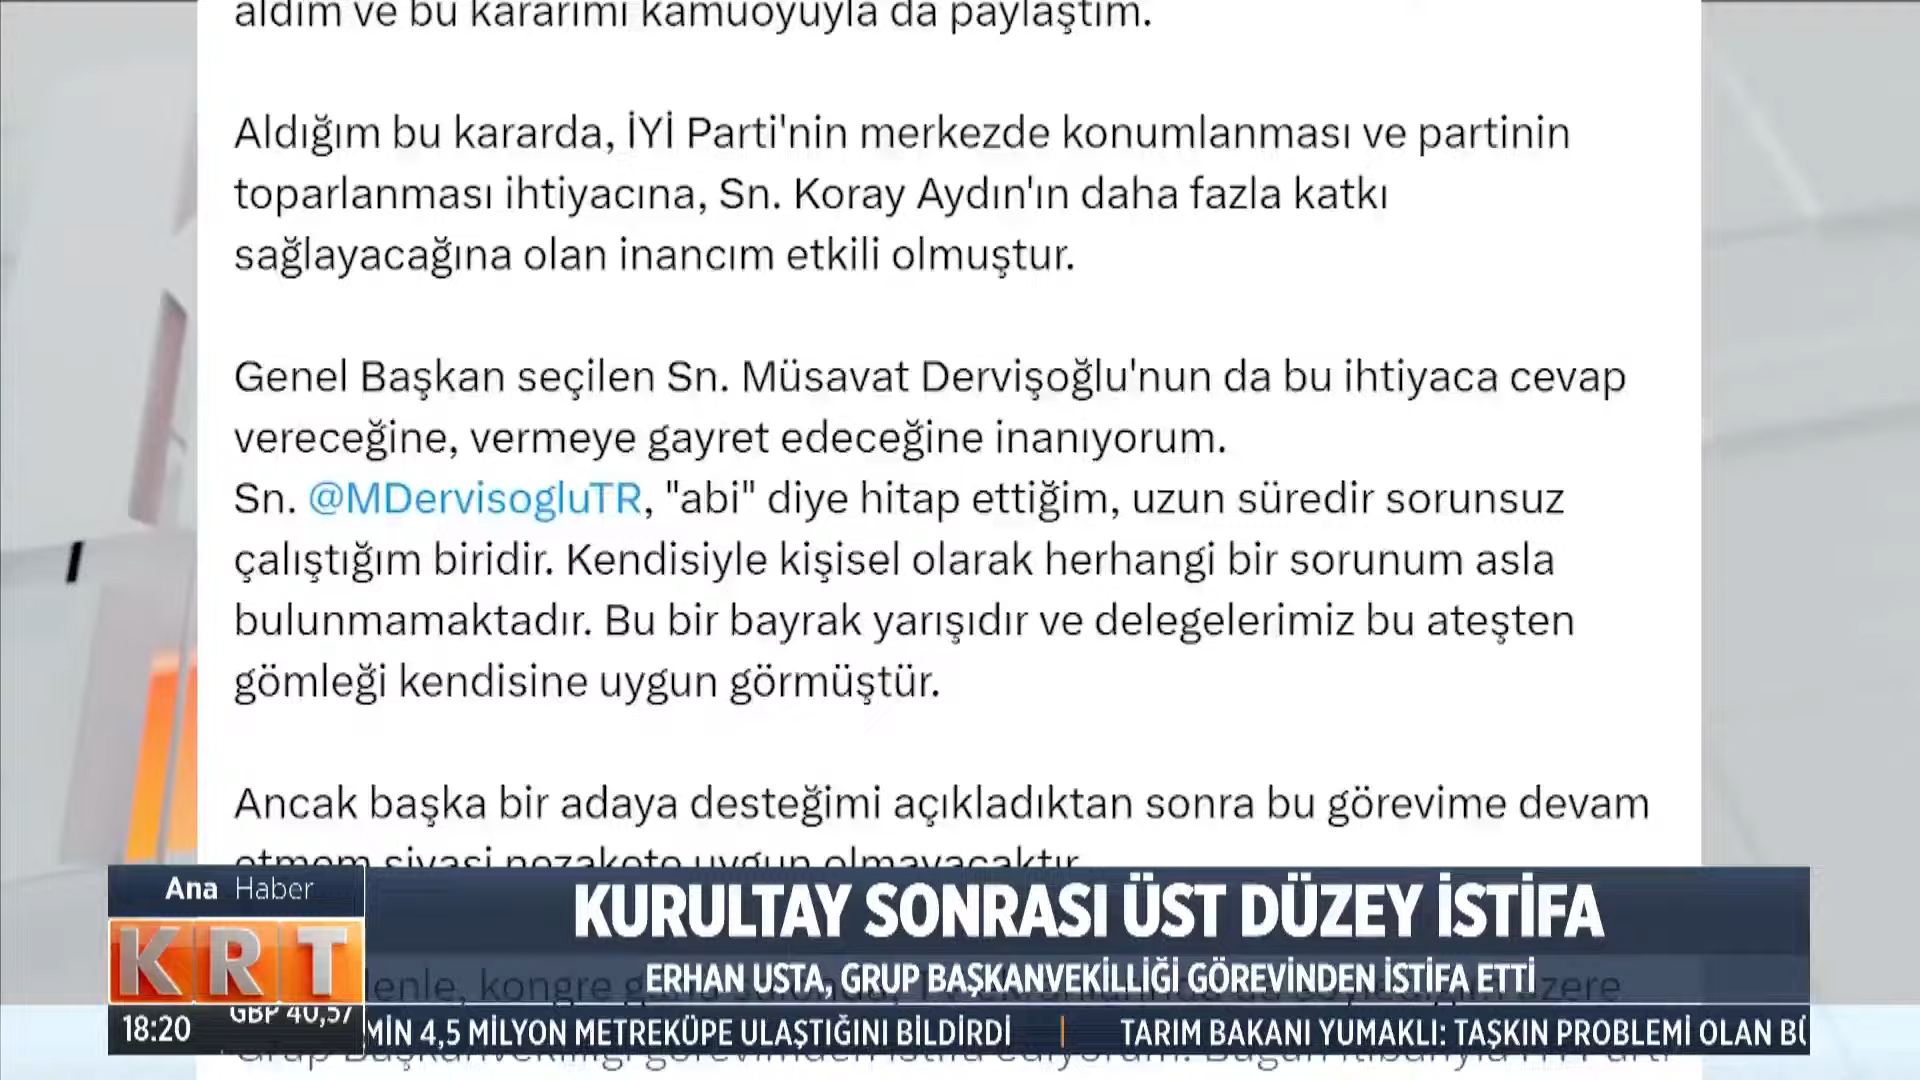 aldım ve bu kararımı kamuoyuyla da paylaştım.
Aldığım bu kararda, İYİ Parti'nin merkezde konumlanması ve partinin
toparlanması ihtiyacına, Sn. Koray Aydın'ın daha fazla katkı
sağlayacağına olan inancım etkili olmuştur.
Genel Başkan seçilen Sn. Müsavat Dervişoğlu'nun da bu ihtiyaca cevap
vereceğine, vermeye gayret edeceğine inanıyorum.
Sn. @MDervisogluTR, "abi" diye hitap ettiğim, uzun süredir sorunsuz
çalıştığım biridir. Kendisiyle kişisel olarak herhangi bir sorunum asla
bulunmamaktadır. Bu bir bayrak yarışıdır ve delegelerimiz bu ateşten
gömleği kendisine uygun görmüştür.
Ancak başka bir adaya desteğimi açıkladıktan sonra bu görevime devam
etmem siyasi nezakete uygun olmayacaktır.
Ana Haber
KRT
KURULTAY SONRASI ÜST DÜZEY İSTİFA
ERHAN USTA, GRUP BAŞKANVEKİLLİĞİ GÖREVİNDEN İSTİFA ETTİ
18:20
GBP 40,57
MİN 4,5 MİLYON METREKÜPE ULAŞTIĞINI BİLDİRDİ | TARIM BAKANI YUMAKLI: TAŞKIN PROBLEMİ OLAN BÜ